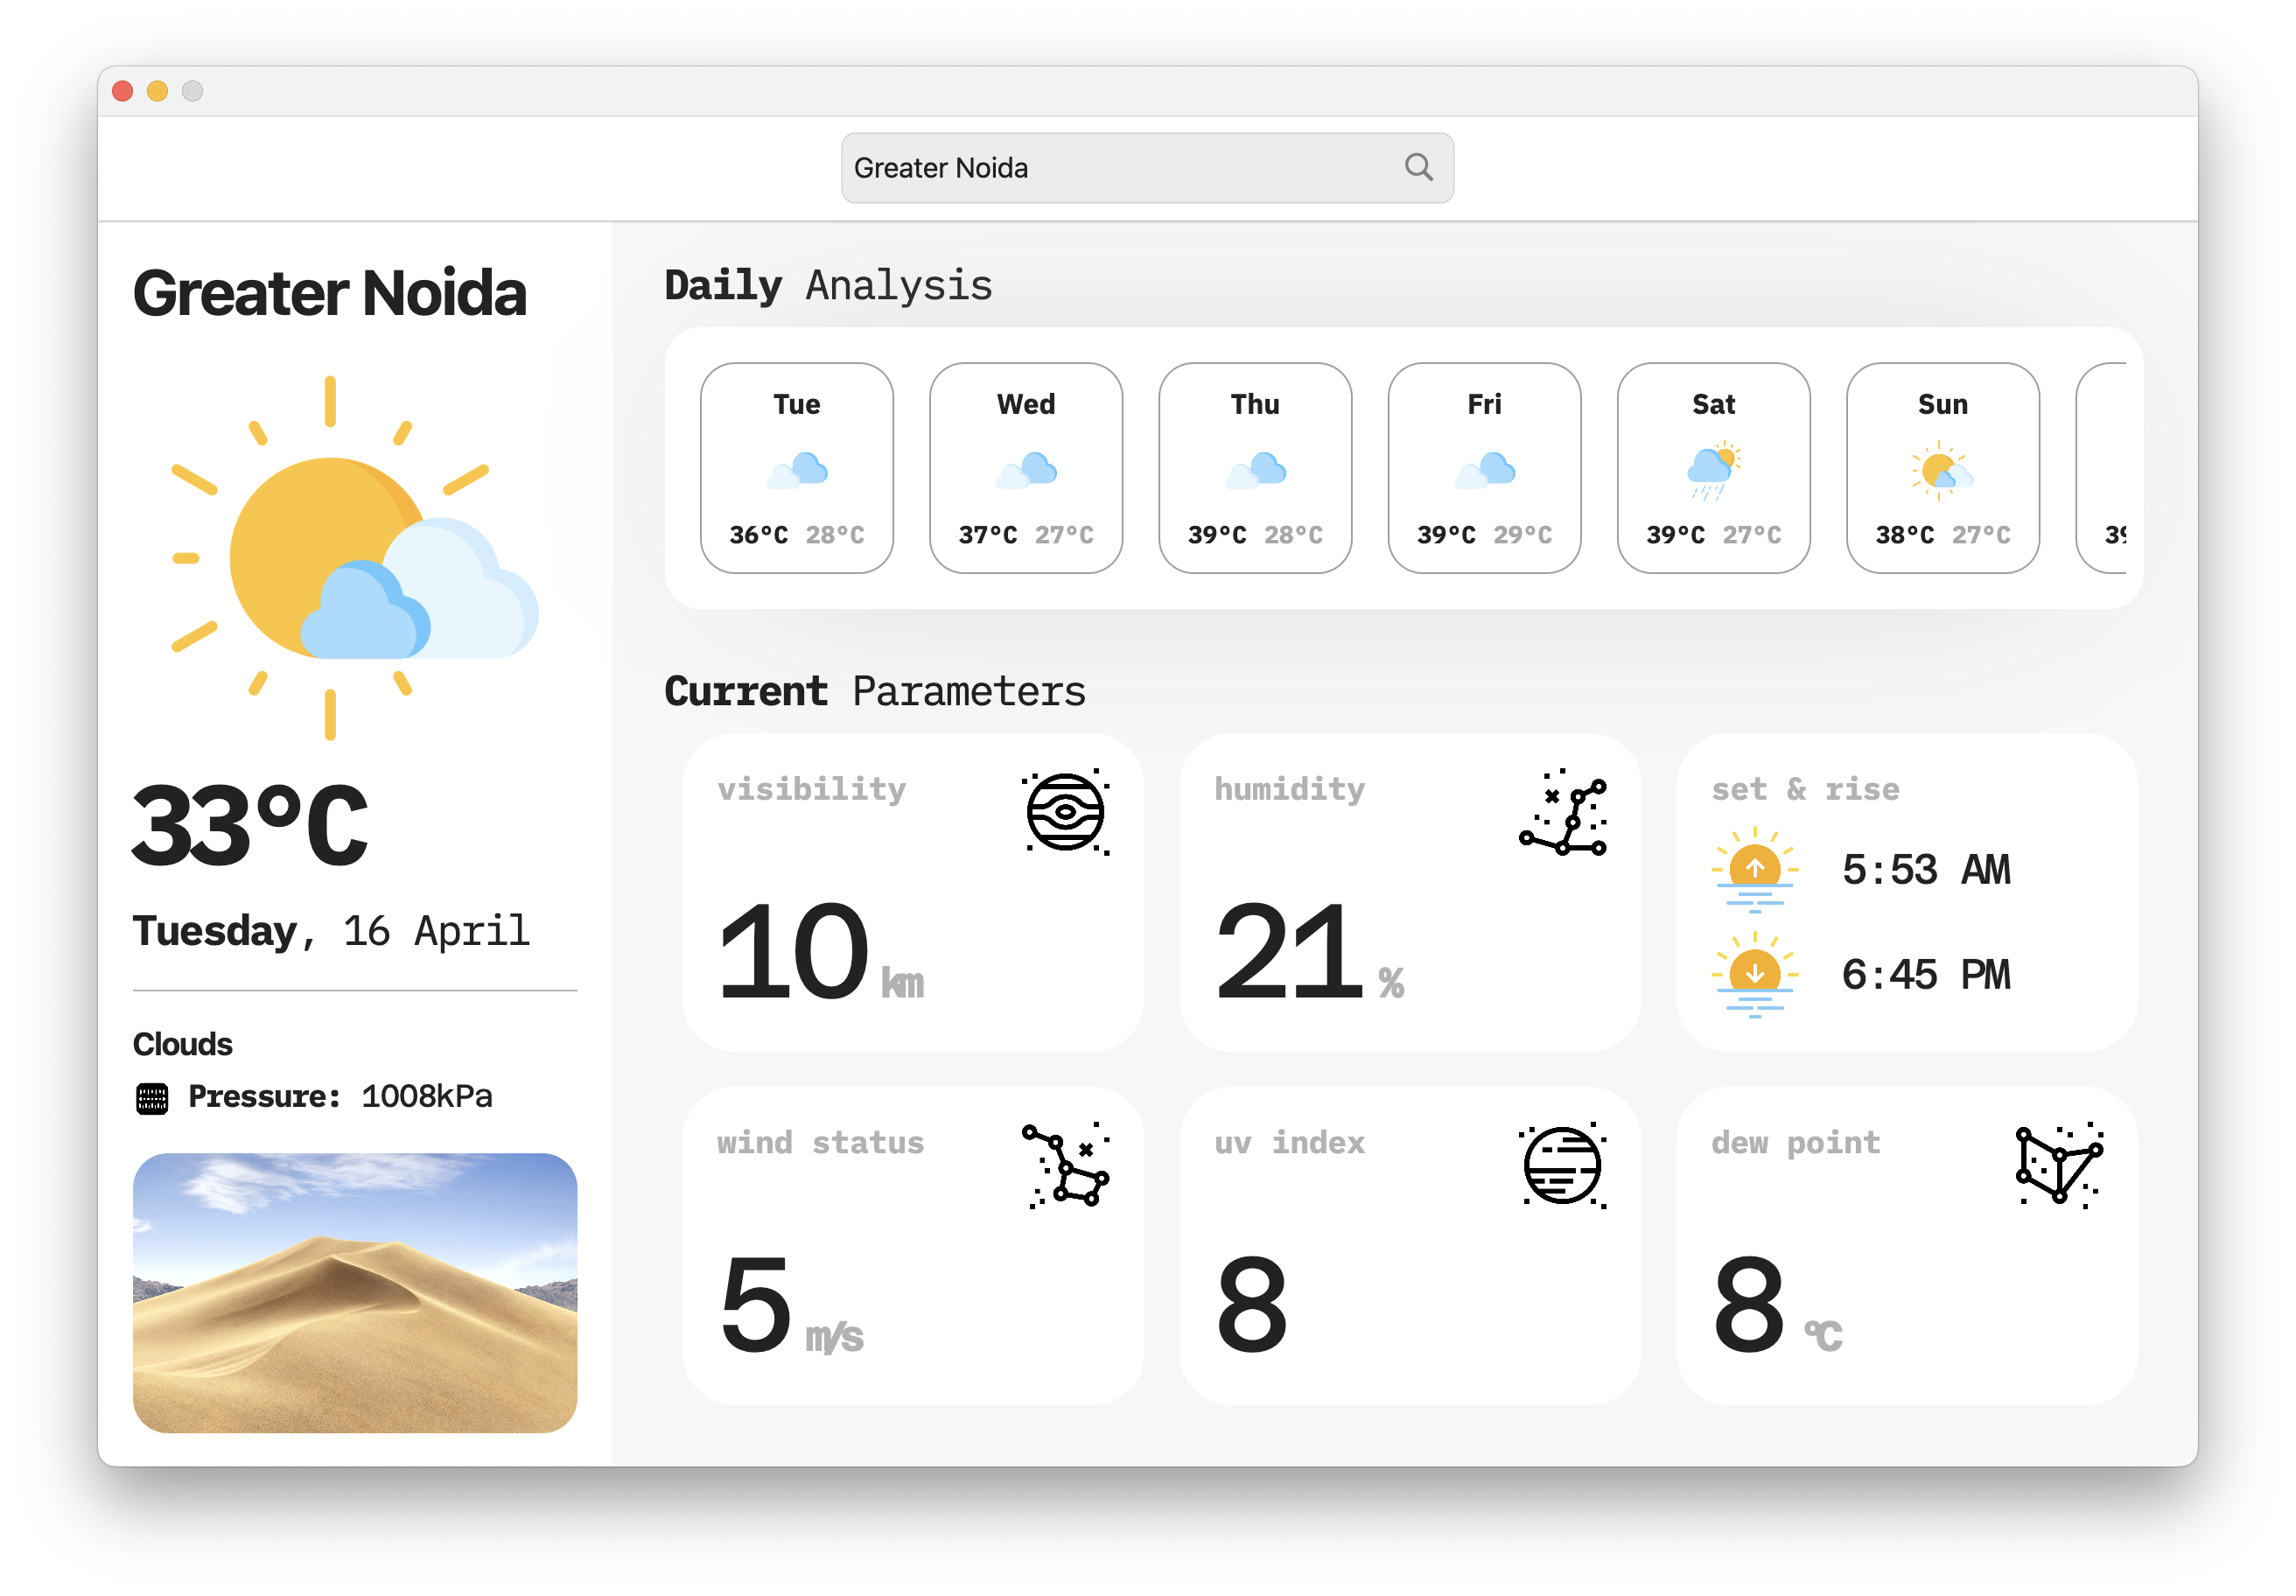 Greater Noida
Greater Noida
33°C
Tuesday, 16 April
Clouds
Pressure: 1008kPa
Daily Analysis
Tue
36°C 28°C
Wed
37°C 27°C
Thu
39°C 28°C
Fri
39°C 29°C
Sat
39°C 27°C
Sun
38°C 27°C
Current Parameters
visibility
10 km
humidity
21 %
set & rise
5:53 AM
6:45 PM
wind status
5 m/s
uv index
8
dew point
8 °C